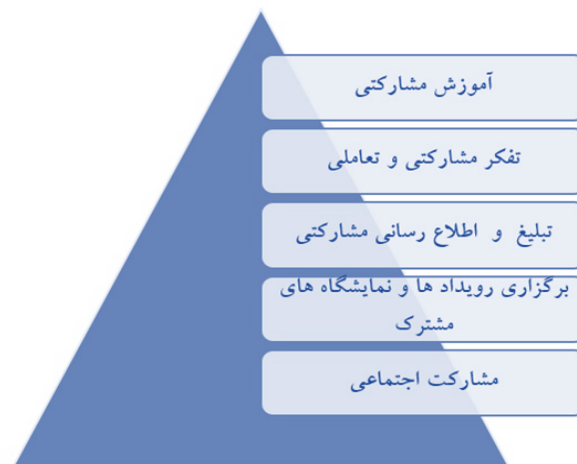 آموزش مشارکتی
تفکر مشارکتی و تعاملی
تبلیغ و اطلاع رسانی مشارکتی
برگزاری رویداد ها و نمایشگاه های
مشترک
مشارکت اجتماعی